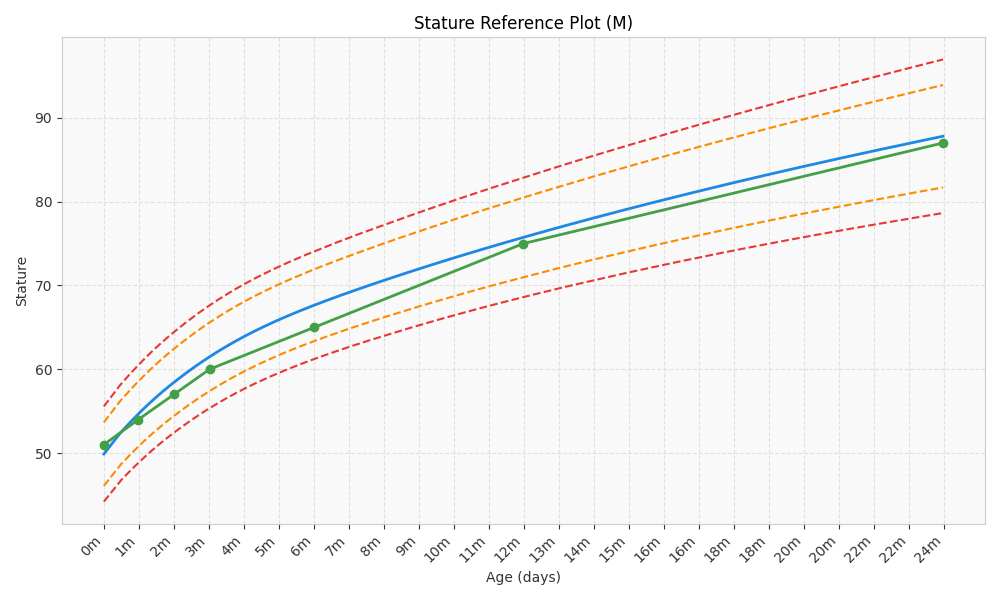 Stature Reference Plot (M)
Stature
90
80
70
60
50
0m 1m 2m 3m 4m 5m 6m 7m 8m 9m 10m 11m 12m 13m 14m 15m 16m 16m 18m 18m 20m 20m 22m 22m 24m
Age (days)